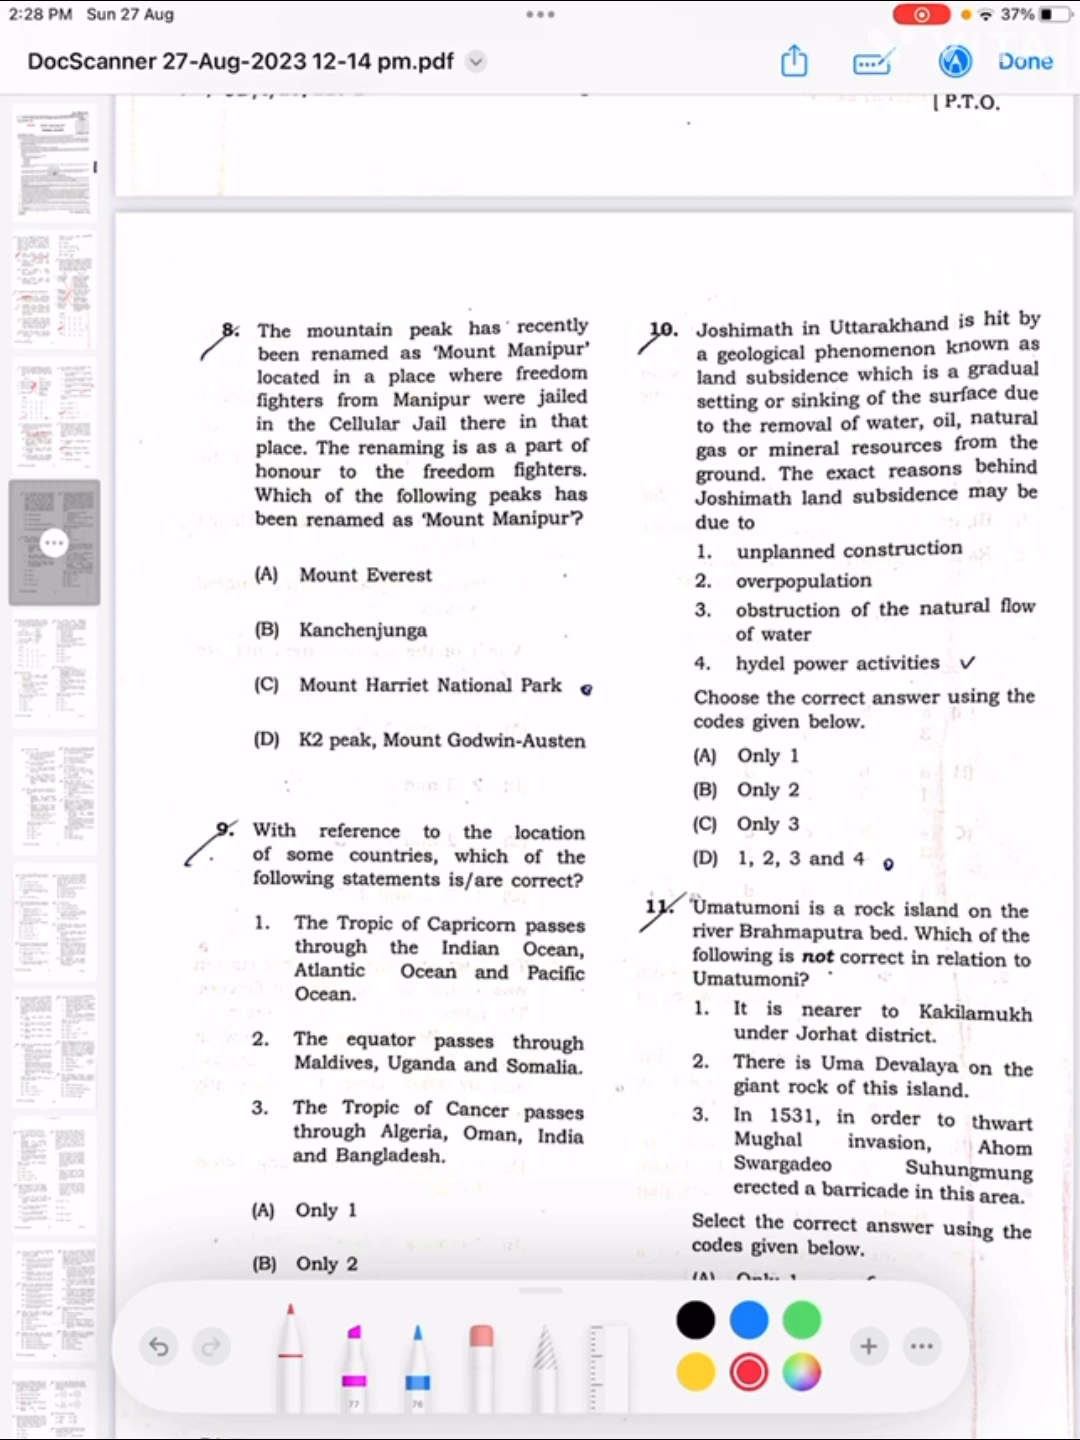 2:28 PM Sun 27 Aug
37%
DocScanner 27-Aug-2023 12-14 pm.pdf
Done
[ P.T.O.
8. The mountain peak has recently
been renamed as ‘Mount Manipur’
located in a place where freedom
fighters from Manipur were jailed
in the Cellular Jail there in that
place. The renaming is as a part of
honour to the freedom fighters.
Which of the following peaks has
been renamed as ‘Mount Manipur’?
(A) Mount Everest
(B) Kanchenjunga
(C) Mount Harriet National Park
(D) K2 peak, Mount Godwin-Austen
9. With reference to the location
of some countries, which of the
following statements is/are correct?
1. The Tropic of Capricorn passes
through the Indian Ocean,
Atlantic Ocean and Pacific
Ocean.
2. The equator passes through
Maldives, Uganda and Somalia.
3. The Tropic of Cancer passes
through Algeria, Oman, India
and Bangladesh.
(A) Only 1
(B) Only 2
10. Joshimath in Uttarakhand is hit by
a geological phenomenon known as
land subsidence which is a gradual
setting or sinking of the surface due
to the removal of water, oil, natural
gas or mineral resources from the
ground. The exact reasons behind
Joshimath land subsidence may be
due to
1. unplanned construction
2. overpopulation
3. obstruction of the natural flow
of water
4. hydel power activities ✓
Choose the correct answer using the
codes given below.
(A) Only 1
(B) Only 2
(C) Only 3
(D) 1, 2, 3 and 4
11. Umatumoni is a rock island on the
river Brahmaputra bed. Which of the
following is not correct in relation to
Umatumoni?
1. It is nearer to Kakilamukh
under Jorhat district.
2. There is Uma Devalaya on the
giant rock of this island.
3. In 1531, in order to thwart
Mughal invasion, Ahom
Swargadeo Suhungmung
erected a barricade in this area.
Select the correct answer using the
codes given below.
(A) Only 1
77
76